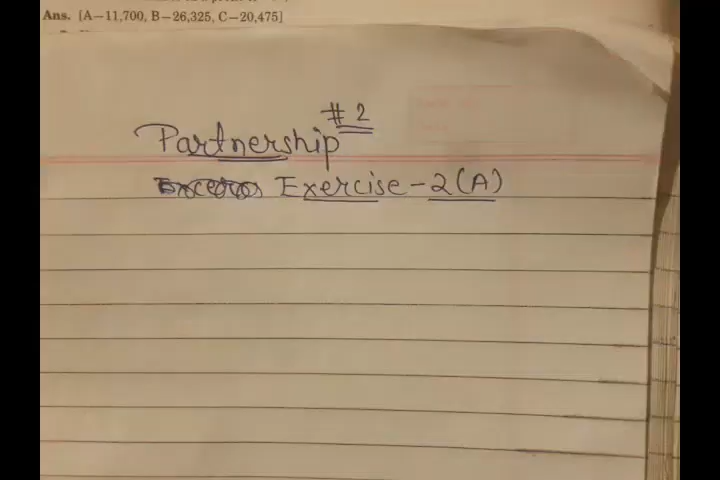 Ans. [A—11,700, B—26,325, C—20,475]
# 2
Partnership
Exercise - 2(A)